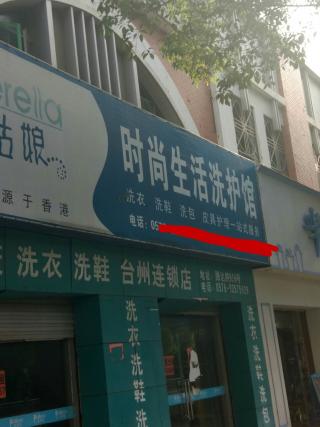 erella
姑娘
源于香港
时尚生活洗护馆
洗衣 洗鞋 洗包 皮具护理一站式服务
电话:057
洗衣 洗鞋 台州连锁店
洗衣洗鞋洗
洗衣洗鞋洗包